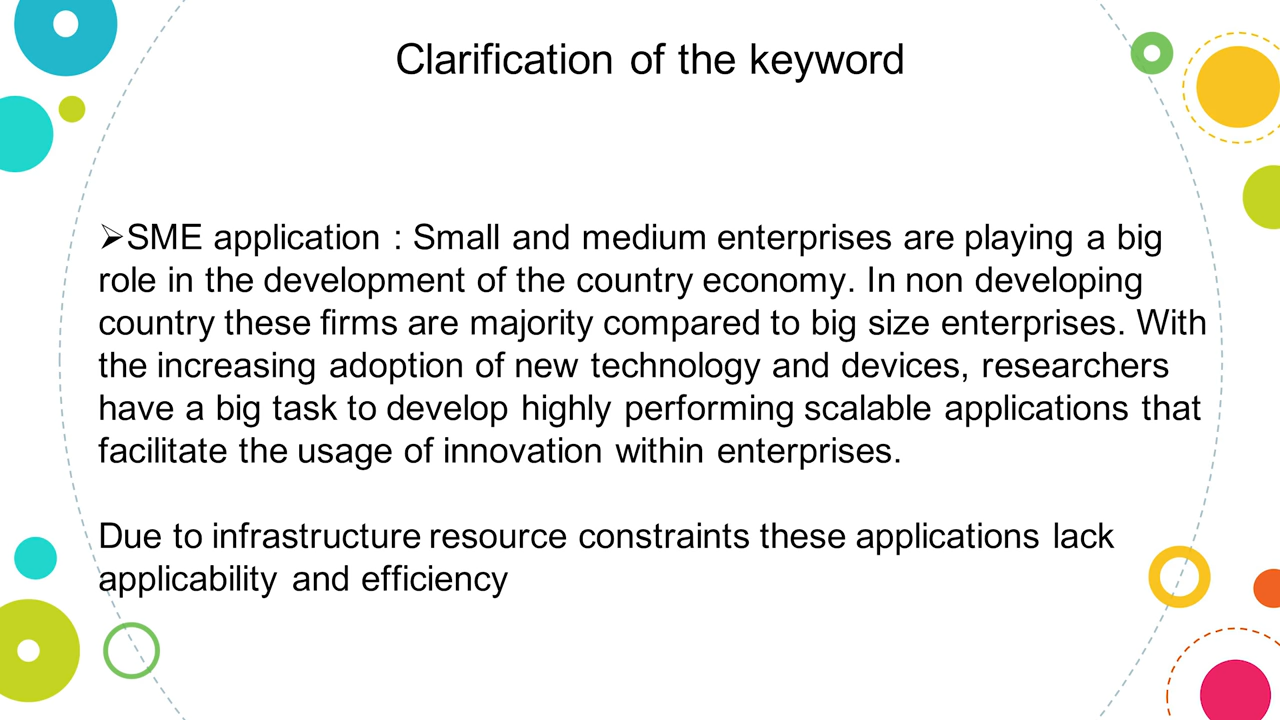 Clarification of the keyword
➢SME application : Small and medium enterprises are playing a big
role in the development of the country economy. In non developing
country these firms are majority compared to big size enterprises. With
the increasing adoption of new technology and devices, researchers
have a big task to develop highly performing scalable applications that
facilitate the usage of innovation within enterprises.
Due to infrastructure resource constraints these applications lack
applicability and efficiency